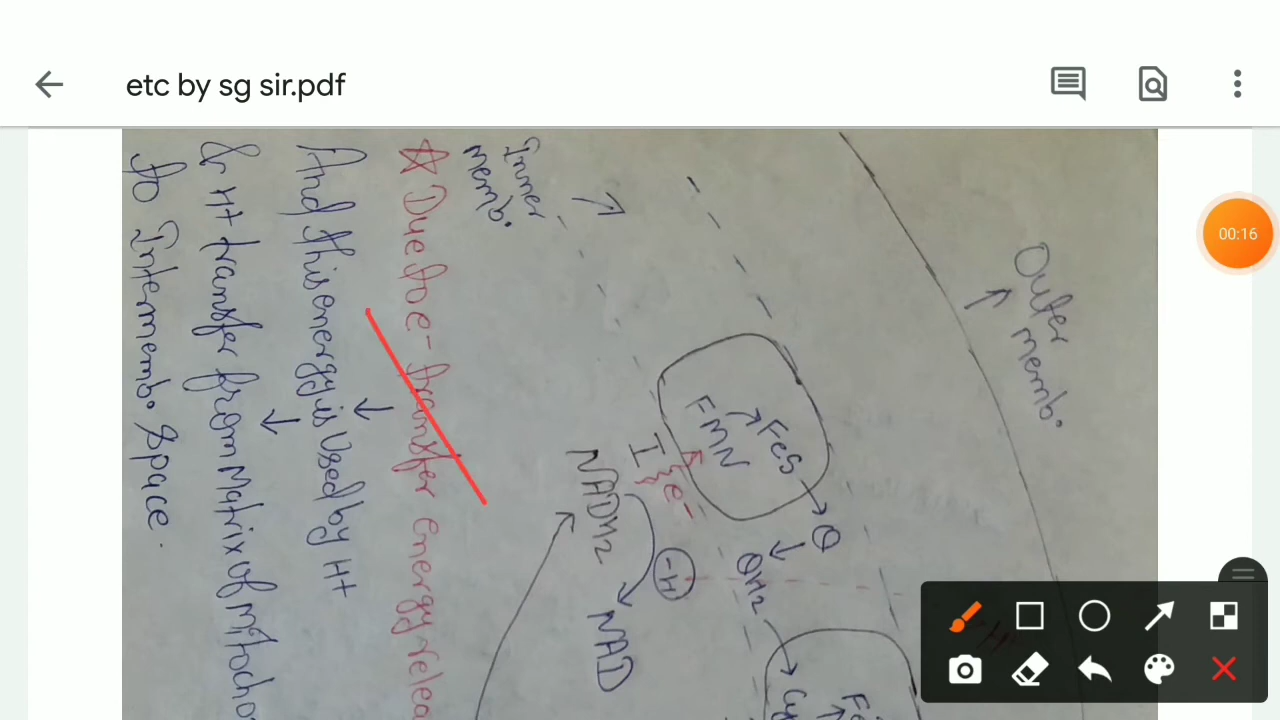 etc by sg sir.pdf
00:16
Outer
memb.
Inner
memb.
FMN
FeS
Q
I
e-
QH2
NADH2
NAD
☆ Due to e- transfer energy relea
And this energy is Used by H+
& H+ transfer from Matrix of mitocho
to Intermemb. Space.